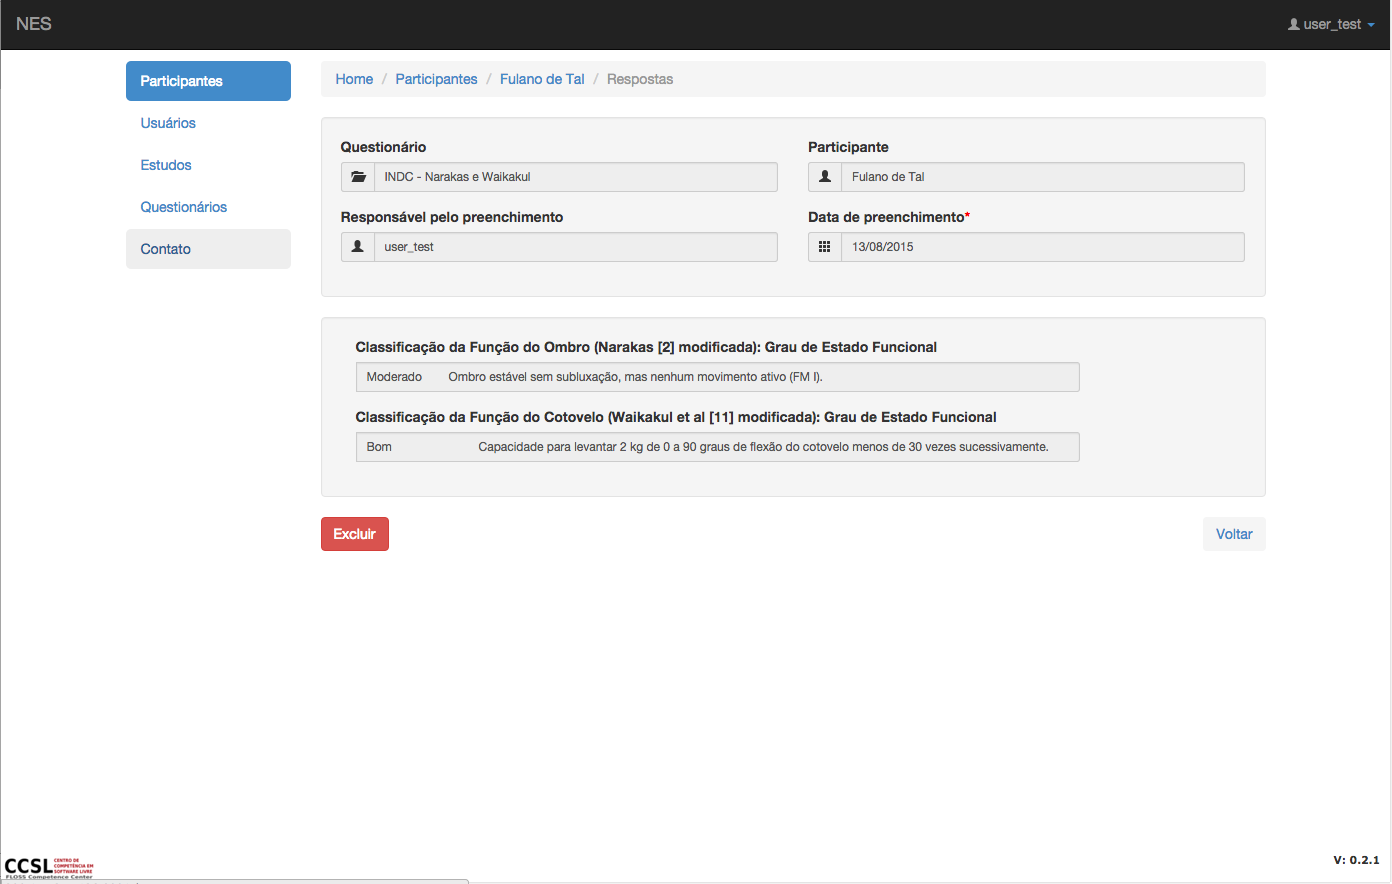 NES
user_test
Participantes
Usuários
Estudos
Questionários
Contato
Home / Participantes / Fulano de Tal / Respostas
Questionário
INDC - Narakas e Waikakul
Participante
Fulano de Tal
Responsável pelo preenchimento
user_test
Data de preenchimento*
13/08/2015
Classificação da Função do Ombro (Narakas [2] modificada): Grau de Estado Funcional
Moderado Ombro estável sem subluxação, mas nenhum movimento ativo (FM I).
Classificação da Função do Cotovelo (Waikakul et al [11] modificada): Grau de Estado Funcional
Bom Capacidade para levantar 2 kg de 0 a 90 graus de flexão do cotovelo menos de 30 vezes sucessivamente.
Excluir
Voltar
CCSL
CENTRO DE
COMPETÊNCIA EM
SOFTWARE LIVRE
FLOSS Competence Center
V: 0.2.1